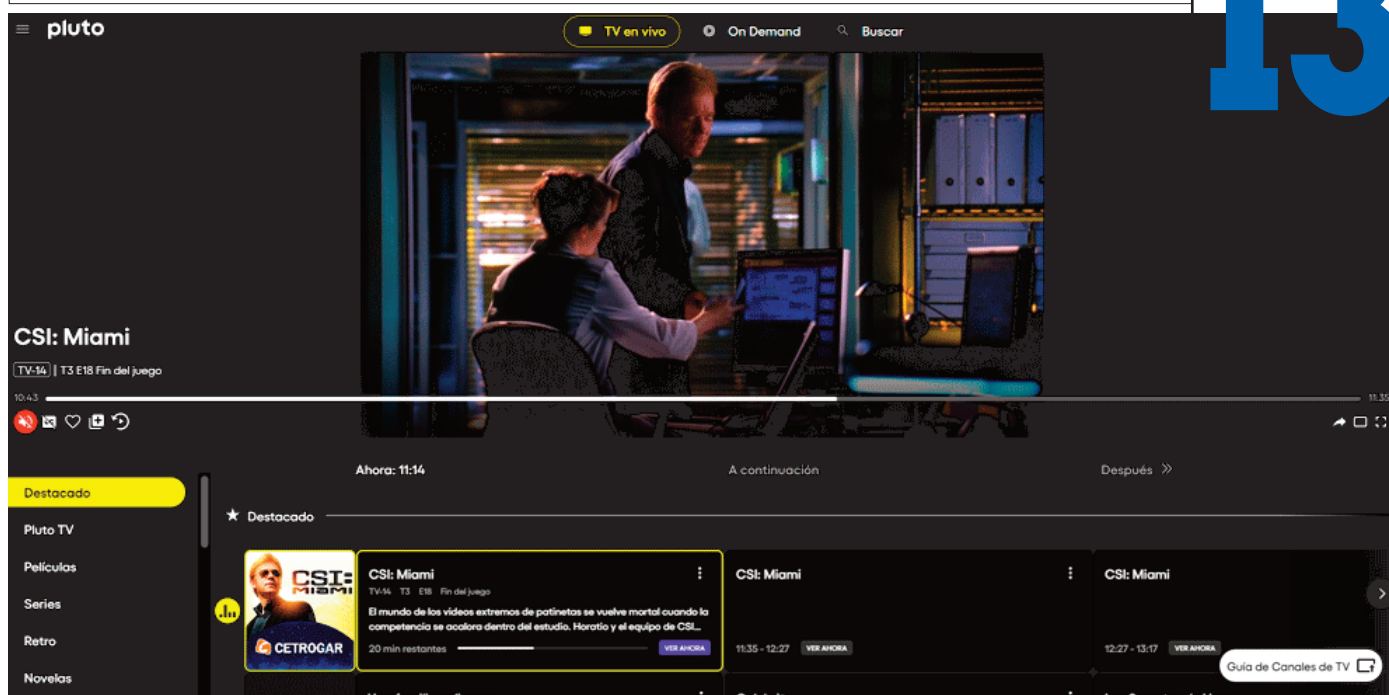 13
pluto
TV en vivo
On Demand
Buscar
CSI: Miami
TV-14 | T3 E18 Fin del juego
10:43
11:35
Ahora: 11:14
A continuación
Después
Destacado
Pluto TV
Películas
Series
Retro
Novelas
Destacado
CSI:
MIAMI
CETROGAR
CSI: Miami
TV-14 T3 E18 Fin del juego
El mundo de los videos extremos de patinetas se vuelve mortal cuando la
competencia se acalora dentro del estudio. Horatio y el equipo de CSI...
20 min restantes
VER AHORA
CSI: Miami
11:35 - 12:27 VER AHORA
CSI: Miami
12:27 - 13:17 VER AHORA
Guía de Canales de TV